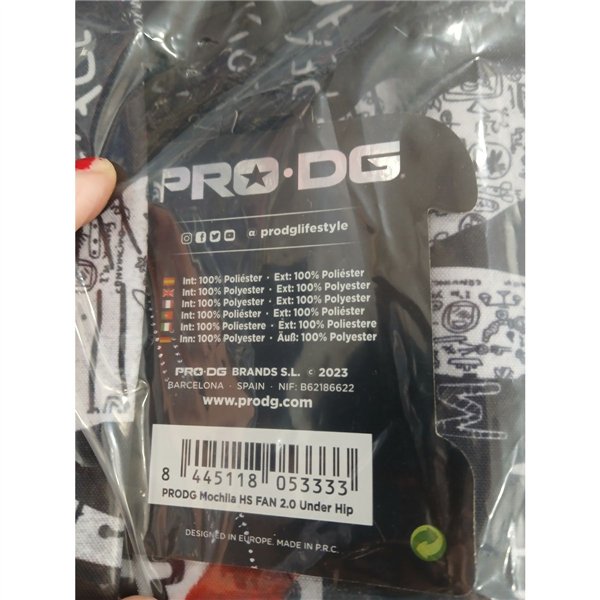 PRO·DG®
α prodglifestyle
Int: 100% Poliéster · Ext: 100% Poliéster
Int: 100% Polyester · Ext: 100% Polyester
Int: 100% Polyester · Ext: 100% Polyester
Int: 100% Poliéster · Ext: 100% Poliéster
Int: 100% Poliestere · Ext: 100% Poliestere
Inn: 100% Polyester · Äuß: 100% Polyester
PRO·DG BRANDS S.L. © 2023
BARCELONA · SPAIN · NIF: B62186622
www.prodg.com
8 445118 053333
PRODG Mochila HS FAN 2.0 Under Hip
DESIGNED IN EUROPE. MADE IN P.R.C.